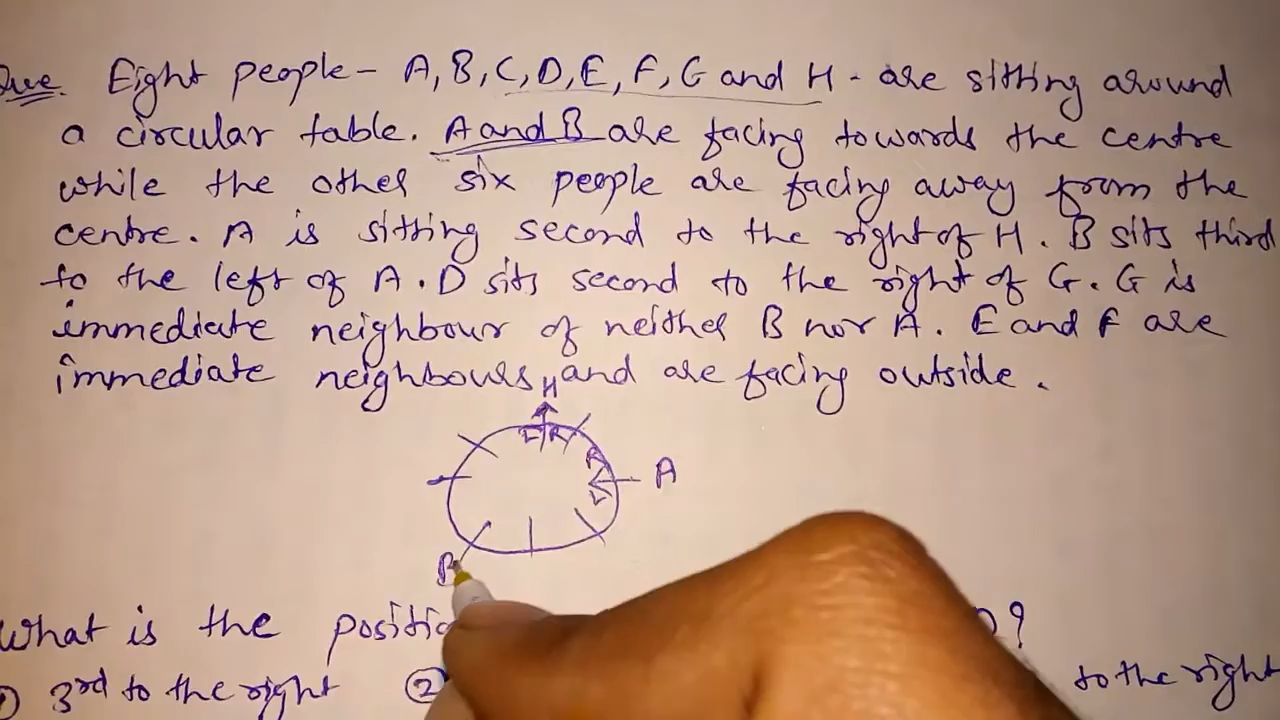 Que. Eight people - A, B, C, D, E, F, G and H - are sitting around
a circular table. A and B are facing towards the centre
while the other six people are facing away from the
centre. A is sitting second to the right of H. B sits third
to the left of A. D sits second to the right of G. G is
immediate neighbour of neither B nor A. E and F are
immediate neighbours and are facing outside.
H
L R
R
A
L
B
What is the
① 3rd to the right ② to the right